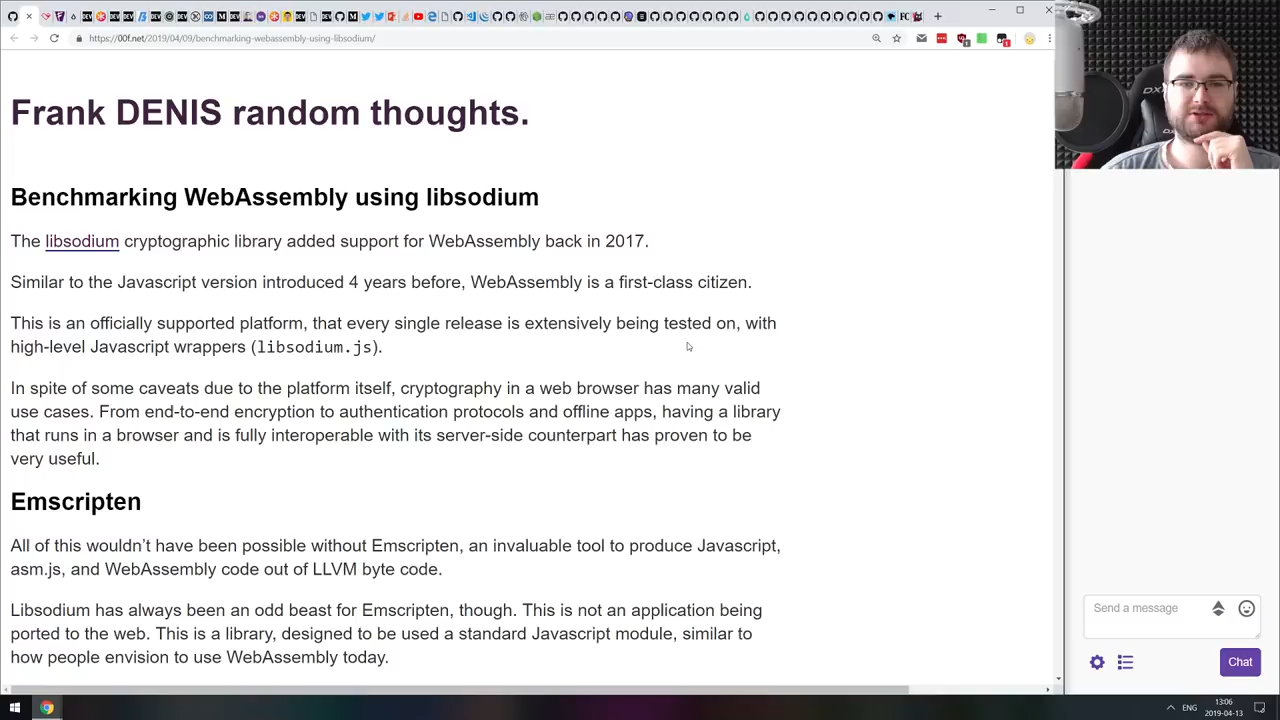 https://00f.net/2019/04/09/benchmarking-webassembly-using-libsodium/
Frank DENIS random thoughts.
Benchmarking WebAssembly using libsodium
The libsodium cryptographic library added support for WebAssembly back in 2017.
Similar to the Javascript version introduced 4 years before, WebAssembly is a first-class citizen.
This is an officially supported platform, that every single release is extensively being tested on, with
high-level Javascript wrappers (libsodium.js).
In spite of some caveats due to the platform itself, cryptography in a web browser has many valid
use cases. From end-to-end encryption to authentication protocols and offline apps, having a library
that runs in a browser and is fully interoperable with its server-side counterpart has proven to be
very useful.
Emscripten
All of this wouldn't have been possible without Emscripten, an invaluable tool to produce Javascript,
asm.js, and WebAssembly code out of LLVM byte code.
Libsodium has always been an odd beast for Emscripten, though. This is not an application being
ported to the web. This is a library, designed to be used a standard Javascript module, similar to
how people envision to use WebAssembly today.
Send a message
Chat
ENG
13:06
2019-04-13